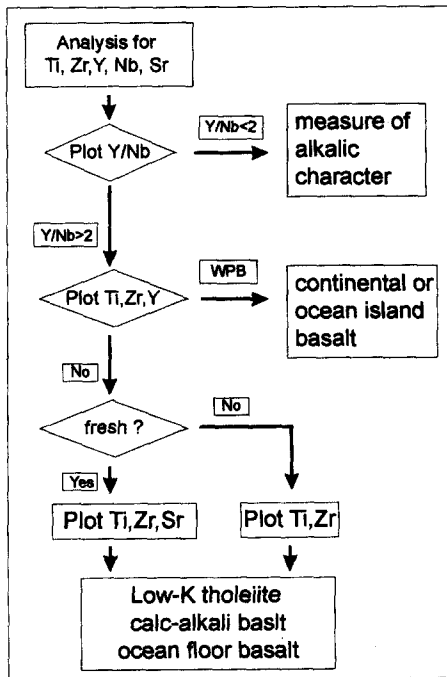 Analysis for
Ti, Zr,Y, Nb, Sr
Plot Y/Nb
Y/Nb<2
measure of
alkalic
character
Y/Nb>2
Plot Ti,Zr,Y
WPB
continental or
ocean island
basalt
No
fresh ?
No
Yes
Plot Ti,Zr,Sr
Plot Ti,Zr
Low-K tholeiite
calc-alkali baslt
ocean floor basalt